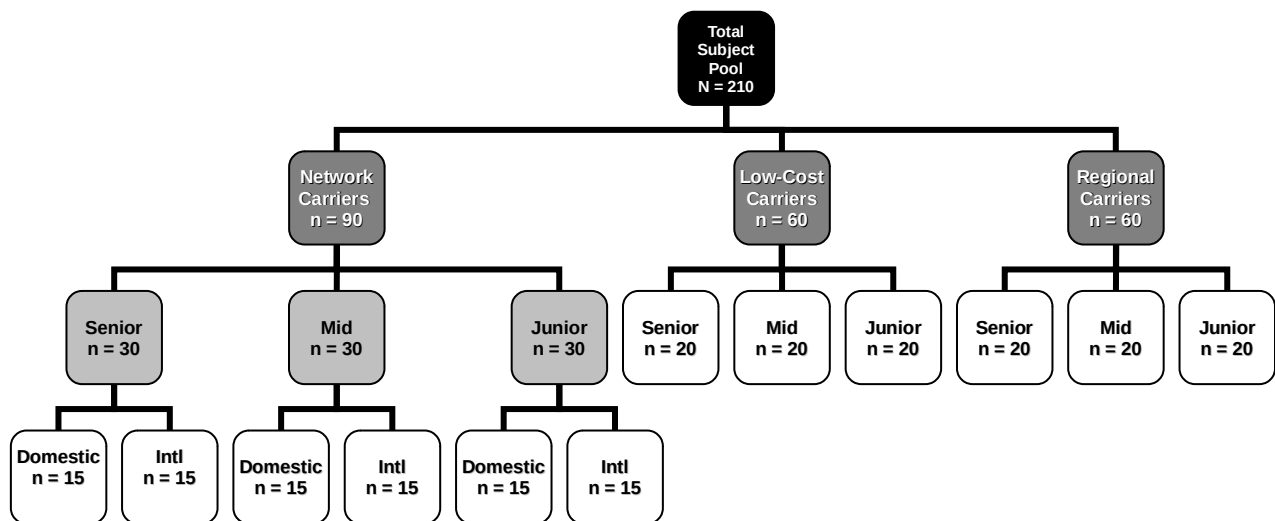 Total
Subject
Pool
N = 210
Network
Carriers
n = 90
Low-Cost
Carriers
n = 60
Regional
Carriers
n = 60
Senior
n = 30
Mid
n = 30
Junior
n = 30
Senior
n = 20
Mid
n = 20
Junior
n = 20
Senior
n = 20
Mid
n = 20
Junior
n = 20
Domestic
n = 15
Intl
n = 15
Domestic
n = 15
Intl
n = 15
Domestic
n = 15
Intl
n = 15